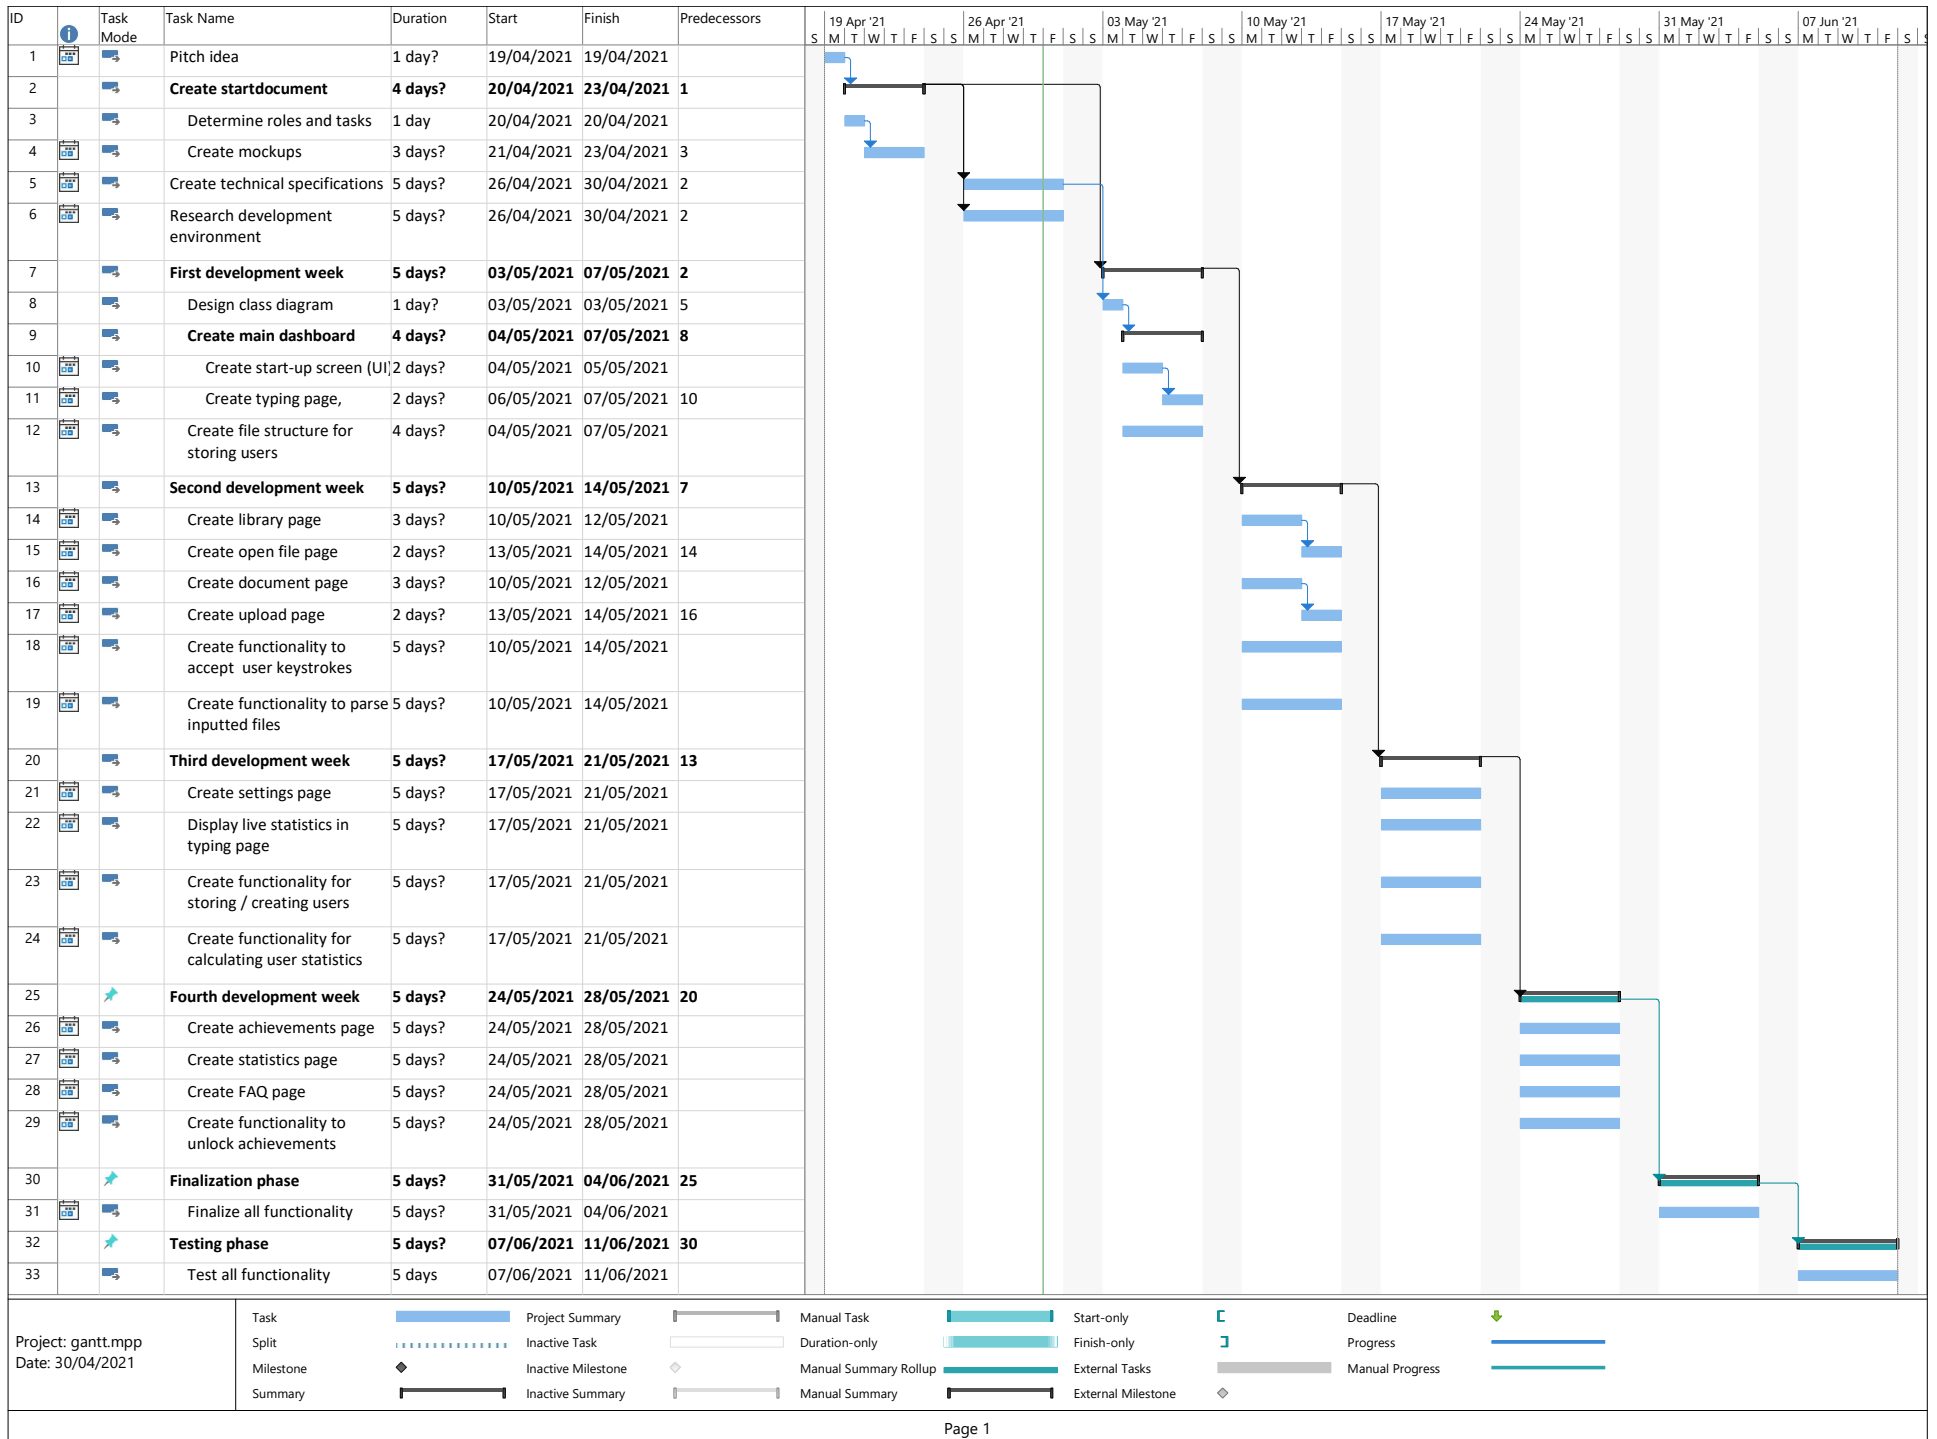 ID Task Mode Task Name Duration Start Finish Predecessors
19 Apr '21 26 Apr '21 03 May '21 10 May '21 17 May '21 24 May '21 31 May '21 07 Jun '21
S M T W T F S S M T W T F S S M T W T F S S M T W T F S S M T W T F S S M T W T F S S M T W T F S S M T W T F S S
1 Pitch idea 1 day? 19/04/2021 19/04/2021
2 Create startdocument 4 days? 20/04/2021 23/04/2021 1
3 Determine roles and tasks 1 day 20/04/2021 20/04/2021
4 Create mockups 3 days? 21/04/2021 23/04/2021 3
5 Create technical specifications 5 days? 26/04/2021 30/04/2021 2
6 Research development 5 days? 26/04/2021 30/04/2021 2
environment
7 First development week 5 days? 03/05/2021 07/05/2021 2
8 Design class diagram 1 day? 03/05/2021 03/05/2021 5
9 Create main dashboard 4 days? 04/05/2021 07/05/2021 8
10 Create start-up screen (UI) 2 days? 04/05/2021 05/05/2021
11 Create typing page, 2 days? 06/05/2021 07/05/2021 10
12 Create file structure for 4 days? 04/05/2021 07/05/2021
storing users
13 Second development week 5 days? 10/05/2021 14/05/2021 7
14 Create library page 3 days? 10/05/2021 12/05/2021
15 Create open file page 2 days? 13/05/2021 14/05/2021 14
16 Create document page 3 days? 10/05/2021 12/05/2021
17 Create upload page 2 days? 13/05/2021 14/05/2021 16
18 Create functionality to 5 days? 10/05/2021 14/05/2021
accept  user keystrokes
19 Create functionality to parse 5 days? 10/05/2021 14/05/2021
inputted files
20 Third development week 5 days? 17/05/2021 21/05/2021 13
21 Create settings page 5 days? 17/05/2021 21/05/2021
22 Display live statistics in 5 days? 17/05/2021 21/05/2021
typing page
23 Create functionality for 5 days? 17/05/2021 21/05/2021
storing / creating users
24 Create functionality for 5 days? 17/05/2021 21/05/2021
calculating user statistics
25 Fourth development week 5 days? 24/05/2021 28/05/2021 20
26 Create achievements page 5 days? 24/05/2021 28/05/2021
27 Create statistics page 5 days? 24/05/2021 28/05/2021
28 Create FAQ page 5 days? 24/05/2021 28/05/2021
29 Create functionality to 5 days? 24/05/2021 28/05/2021
unlock achievements
30 Finalization phase 5 days? 31/05/2021 04/06/2021 25
31 Finalize all functionality 5 days? 31/05/2021 04/06/2021
32 Testing phase 5 days? 07/06/2021 11/06/2021 30
33 Test all functionality 5 days 07/06/2021 11/06/2021
Project: gantt.mpp
Date: 30/04/2021
Task Project Summary Manual Task Start-only Deadline
Split Inactive Task Duration-only Finish-only Progress
Milestone Inactive Milestone Manual Summary Rollup External Tasks Manual Progress
Summary Inactive Summary Manual Summary External Milestone
Page 1